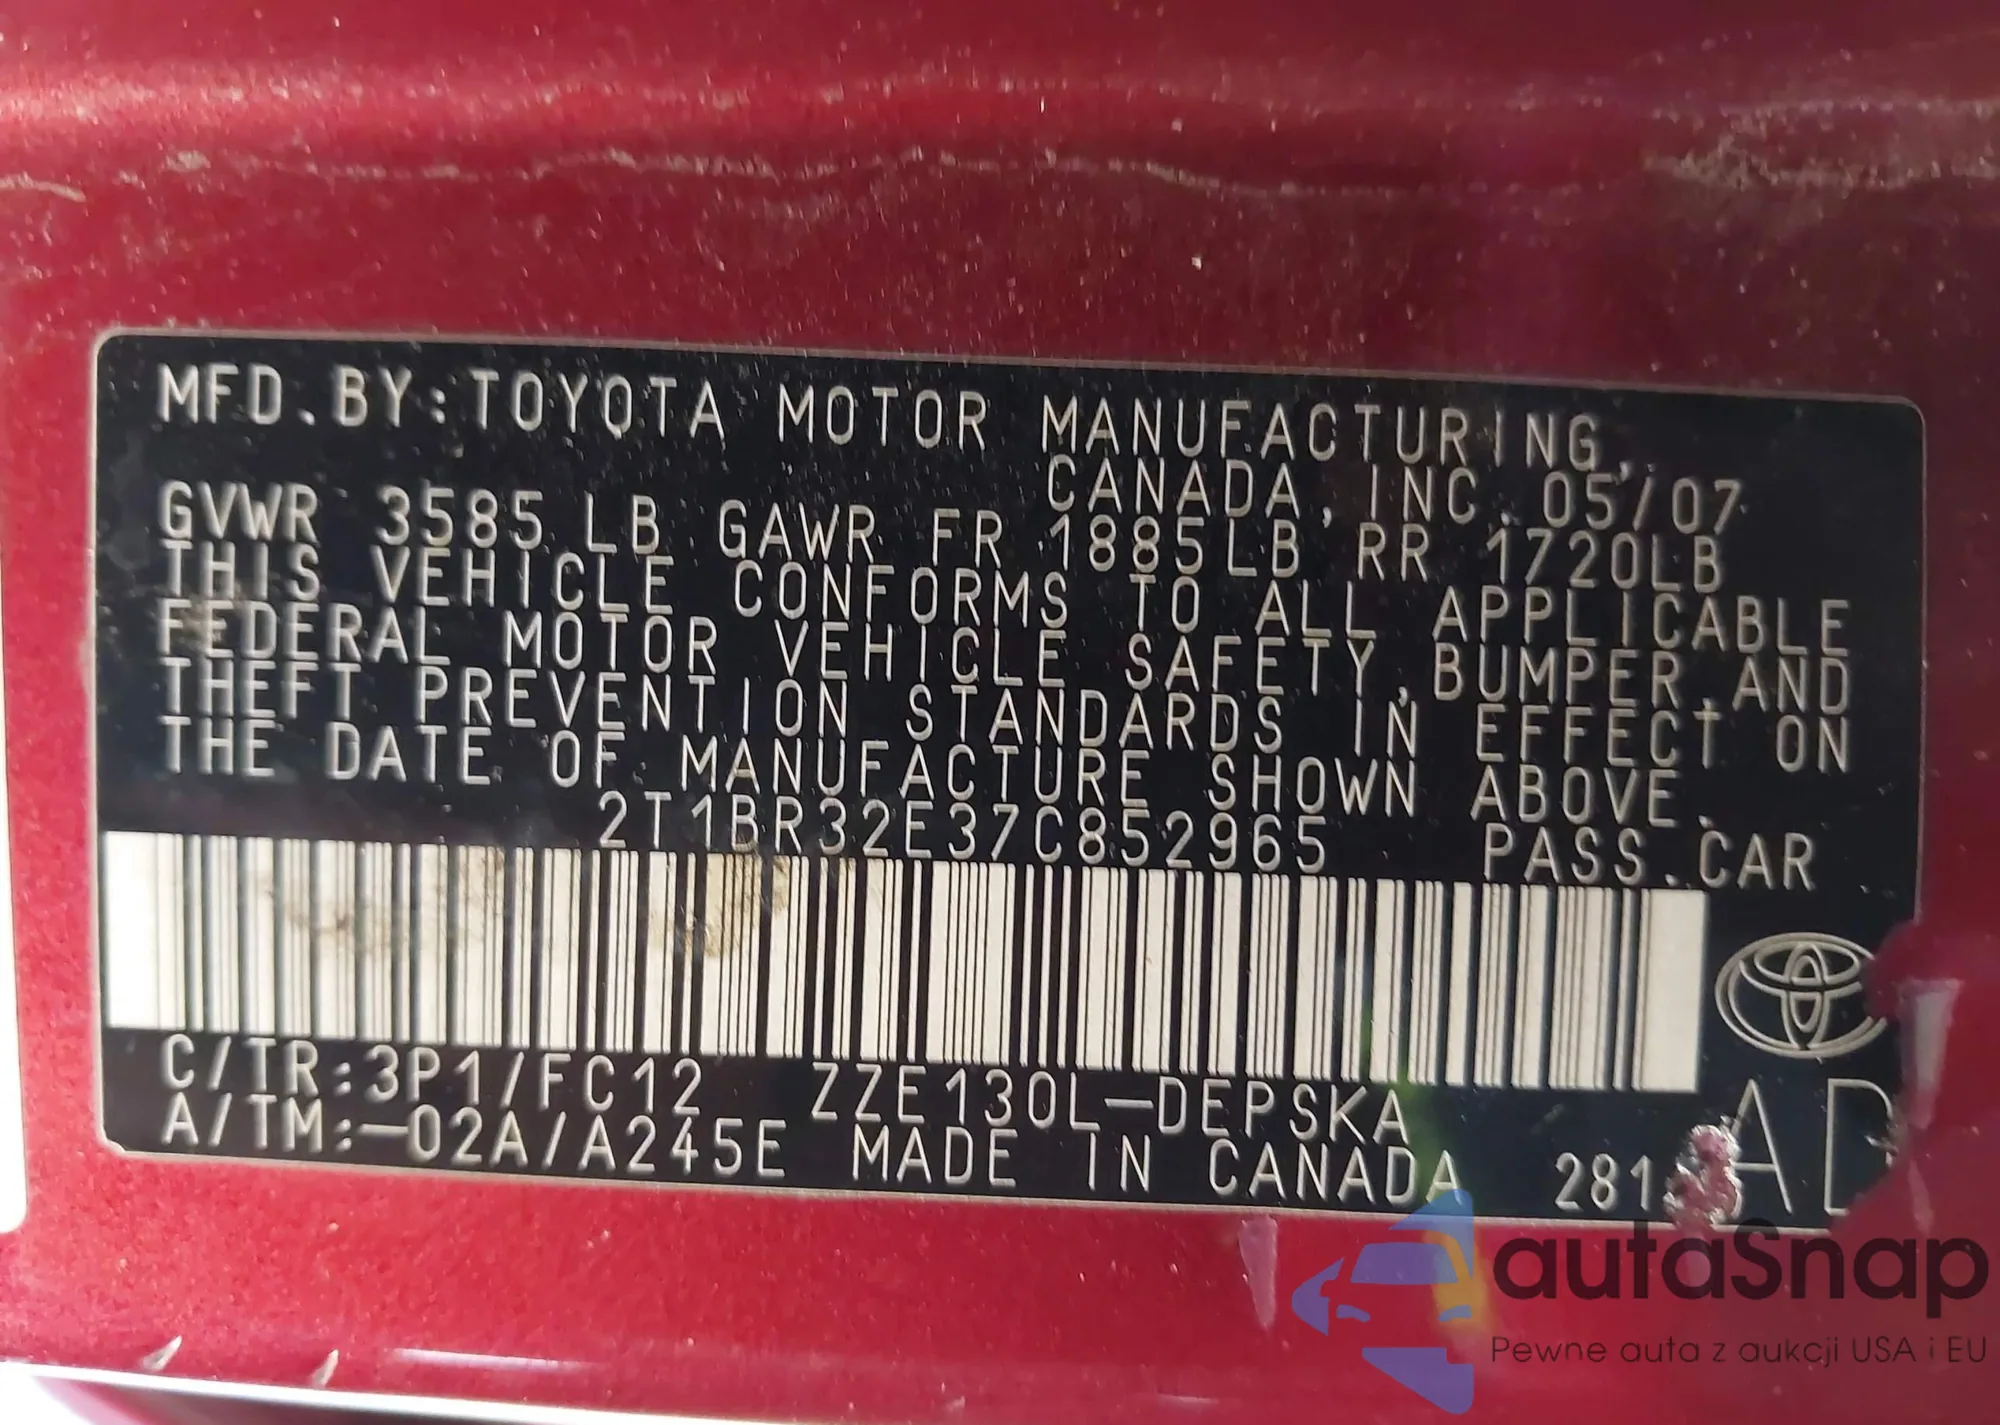 MFD.BY:TOYOTA MOTOR MANUFACTURING,
CANADA, INC. 05/07
GVWR 3585 LB GAWR FR 1885LB RR 1720LB
THIS VEHICLE CONFORMS TO ALL APPLICABLE
FEDERAL MOTOR VEHICLE SAFETY,BUMPER,AND
THEFT PREVENTION STANDARDS IN EFFECT ON
THE DATE OF MANUFACTURE SHOWN ABOVE.
2T1BR32E37C852965 PASS.CAR
C/TR:3P1/FC12 ZZE130L-DEPSKA
A/TM:-02A/A245E MADE IN CANADA 281
AD
autaSnap
Pewne auta z aukcji USA i EU